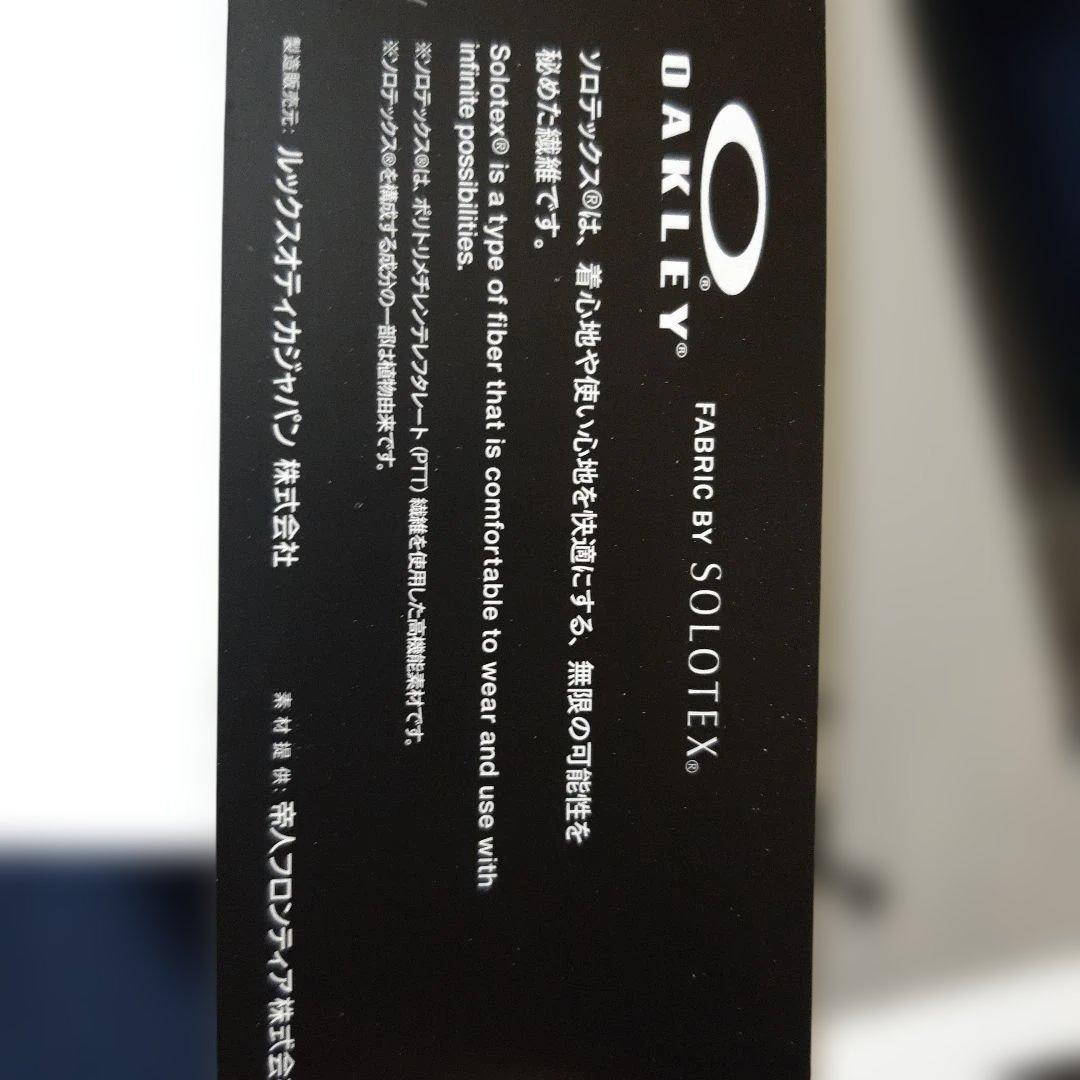 OAKLEY® FABRIC BY SOLOTEX®
ソロテックス®は、着心地や使い心地を快適にする、無限の可能性を
秘めた繊維です。
Solotex® is a type of fiber that is comfortable to wear and use with
infinite possibilities.
※ソロテックス®は、ポリトリメチレンテレフタレート (PTT) 繊維を使用した高機能素材です。
※ソロテックス®を構成する成分の一部は植物由来です。
製造販売元: ルックスオティカジャパン 株式会社 素材提供: 帝人フロンティア株式会